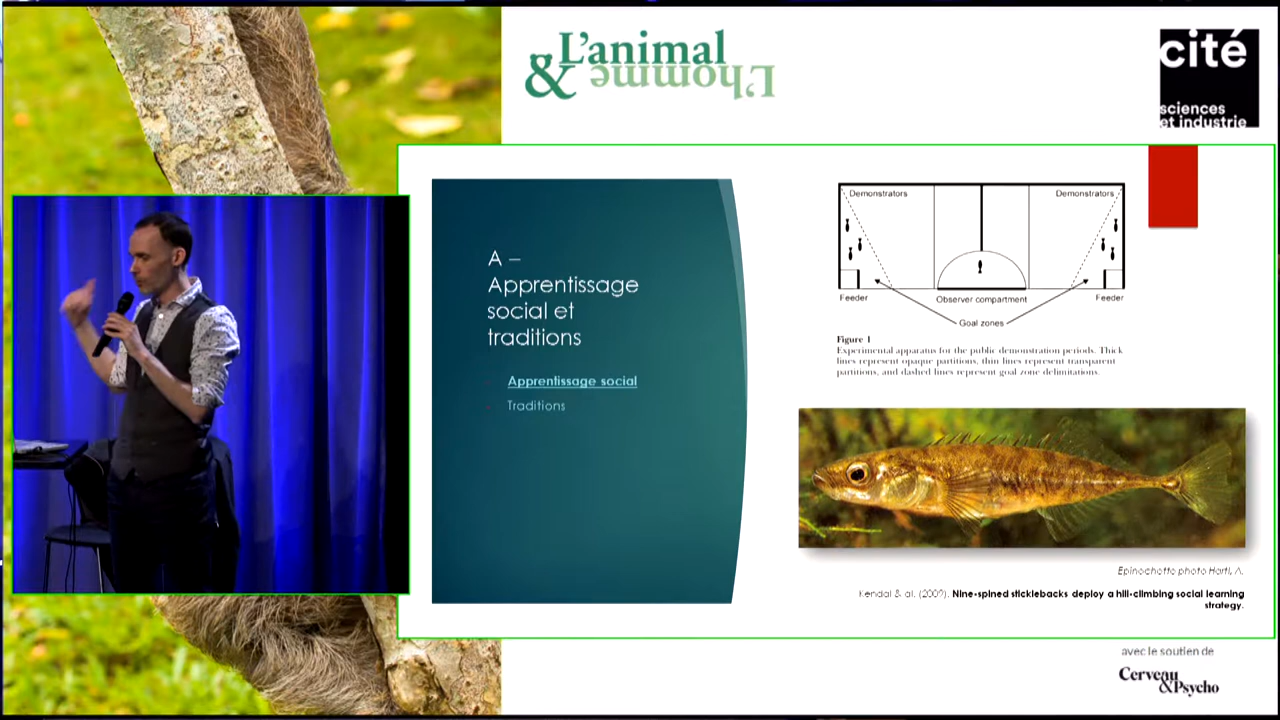 L'animal
& L'homme
cité
sciences
et industrie
A –
Apprentissage
social et
traditions
Apprentissage social
Traditions
Demonstrators
Demonstrators
Feeder
Observer compartment
Feeder
Goal zones
Figure 1
Experimental apparatus for the public demonstration periods. Thick
lines represent opaque partitions, thin lines represent transparent
partitions, and dashed lines represent goal zone delimitations.
Epinochette photo Hartl, A.
Kendal & al. (2009). Nine-spined sticklebacks deploy a hill-climbing social learning
strategy.
avec le soutien de
Cerveau
&Psycho